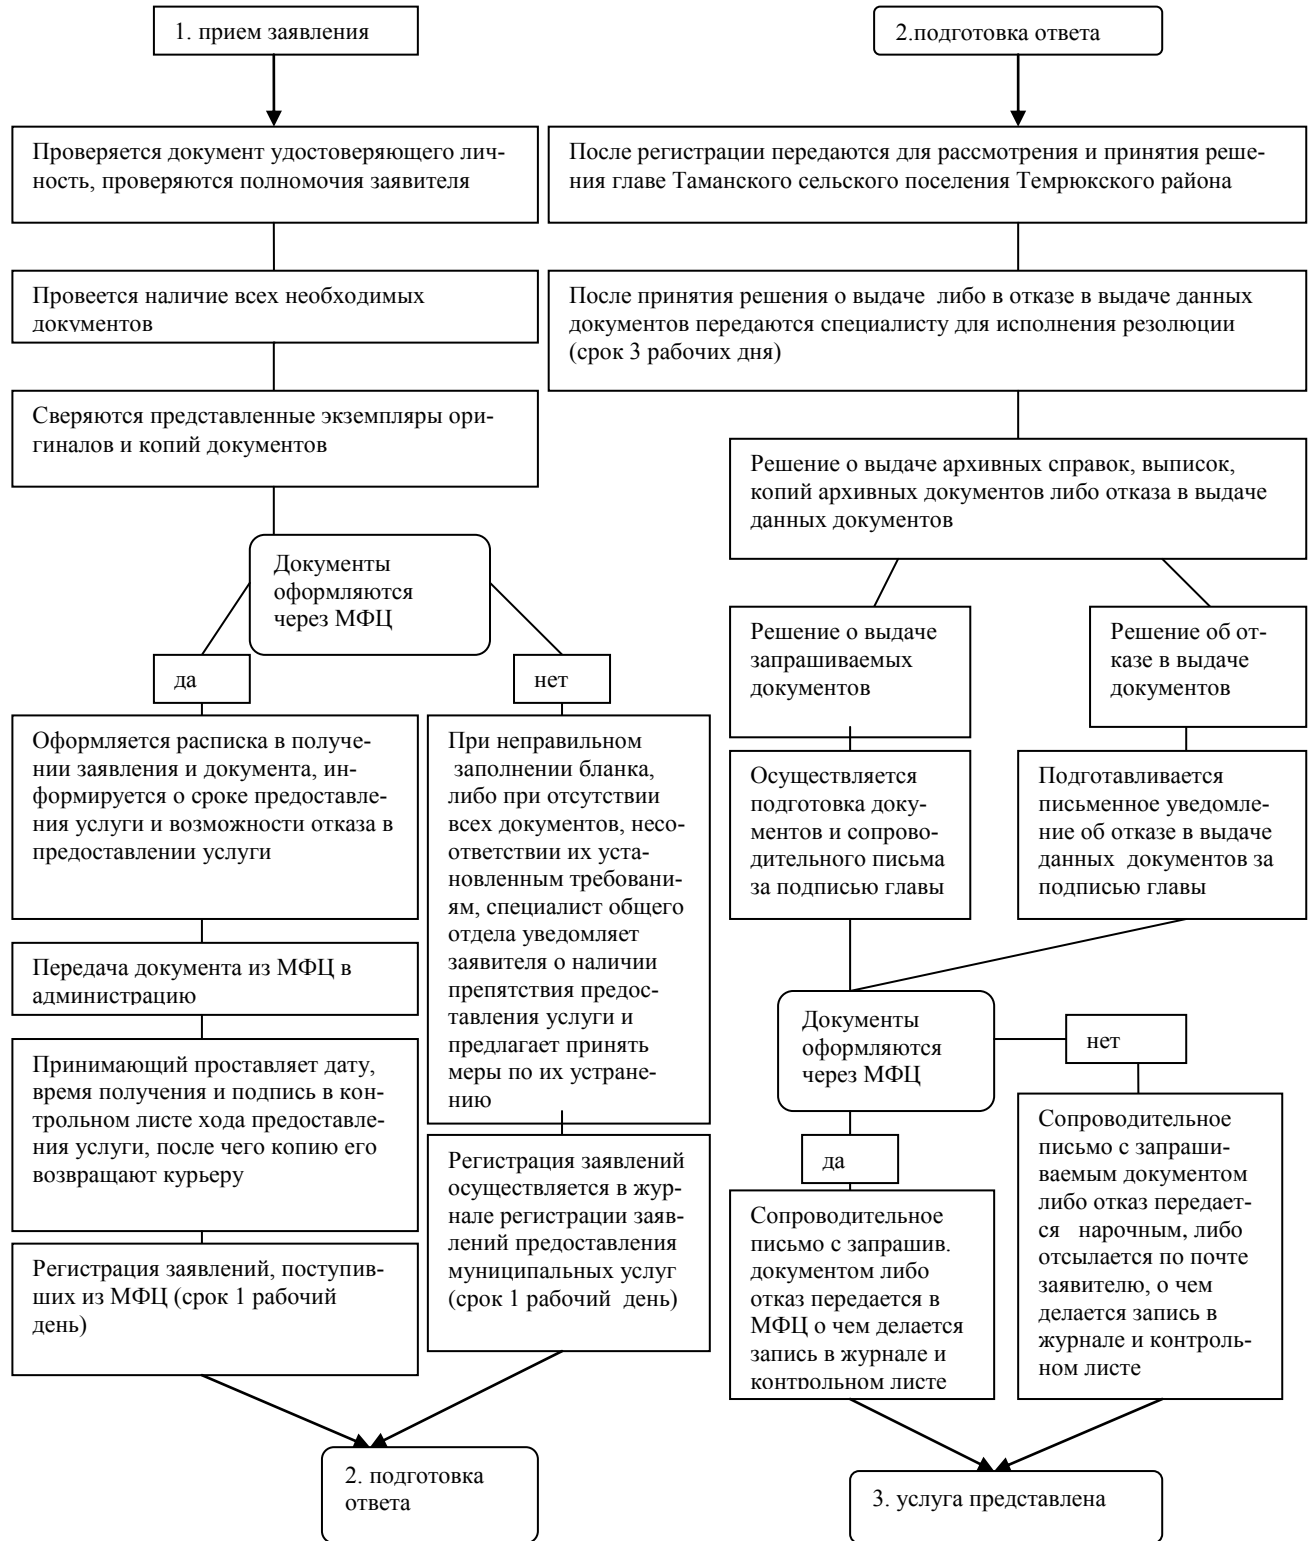 1. прием заявления
Проверяется документ удостоверяющего лич-
ность, проверяются полномочия заявителя
Провеется наличие всех необходимых
документов
Сверяются представленные экземпляры ори-
гиналов и копий документов
Документы
оформляются
через МФЦ
да
нет
Оформляется расписка в получе-
нии заявления и документа, ин-
формируется о сроке предоставле-
ния услуги и возможности отказа в
предоставлении услуги
Передача документа из МФЦ в
администрацию
Принимающий проставляет дату,
время получения и подпись в кон-
трольном листе хода предоставле-
ния услуги, после чего копию его
возвращают курьеру
Регистрация заявлений, поступив-
ших из МФЦ (срок 1 рабочий
день)
При неправильном
заполнении бланка,
либо при отсутствии
всех документов, несо-
ответствии их уста-
новленным требовани-
ям, специалист общего
отдела уведомляет
заявителя о наличии
препятствия предос-
тавления услуги и
предлагает принять
меры по их устране-
нию
Регистрация заявлений
осуществляется в жур-
нале регистрации заяв-
лений предоставления
муниципальных услуг
(срок 1 рабочий день)
2. подготовка
ответа
2.подготовка ответа
После регистрации передаются для рассмотрения и принятия реше-
ния главе Таманского сельского поселения Темрюкского района
После принятия решения о выдаче либо в отказе в выдаче данных
документов передаются специалисту для исполнения резолюции
(срок 3 рабочих дня)
Решение о выдаче архивных справок, выписок,
копий архивных документов либо отказа в выдаче
данных документов
Решение о выдаче
запрашиваемых
документов
Решение об от-
казе в выдаче
документов
Осуществляется
подготовка доку-
ментов и сопрово-
дительного письма
за подписью главы
Подготавливается
письменное уведомле-
ние об отказе в выдаче
данных документов за
подписью главы
Документы
оформляются
через МФЦ
нет
да
Сопроводительное
письмо с запрашив.
документом либо
отказ передается в
МФЦ о чем делается
запись в журнале и
контрольном листе
Сопроводительное
письмо с запраши-
ваемым документом
либо отказ передает-
ся нарочным, либо
отсылается по почте
заявителю, о чем
делается запись в
журнале и контроль-
ном листе
3. услуга представлена